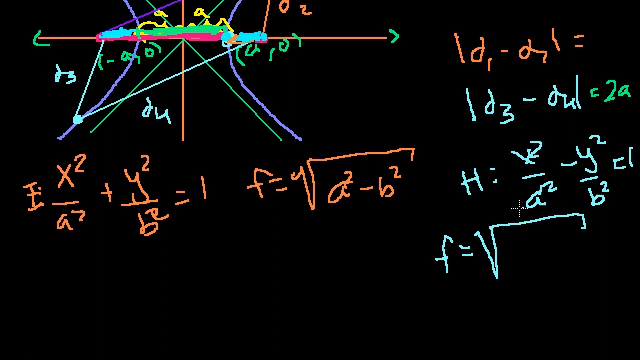 a a d₂
(-a,0) (a,0)
d₃ d₄
|d₁ - d₂| =
|d₃ - d₄| = 2a
E: x²/a² + y²/b² = 1 f = √(a² - b²)
H: x²/a² - y²/b² = 1
f = √